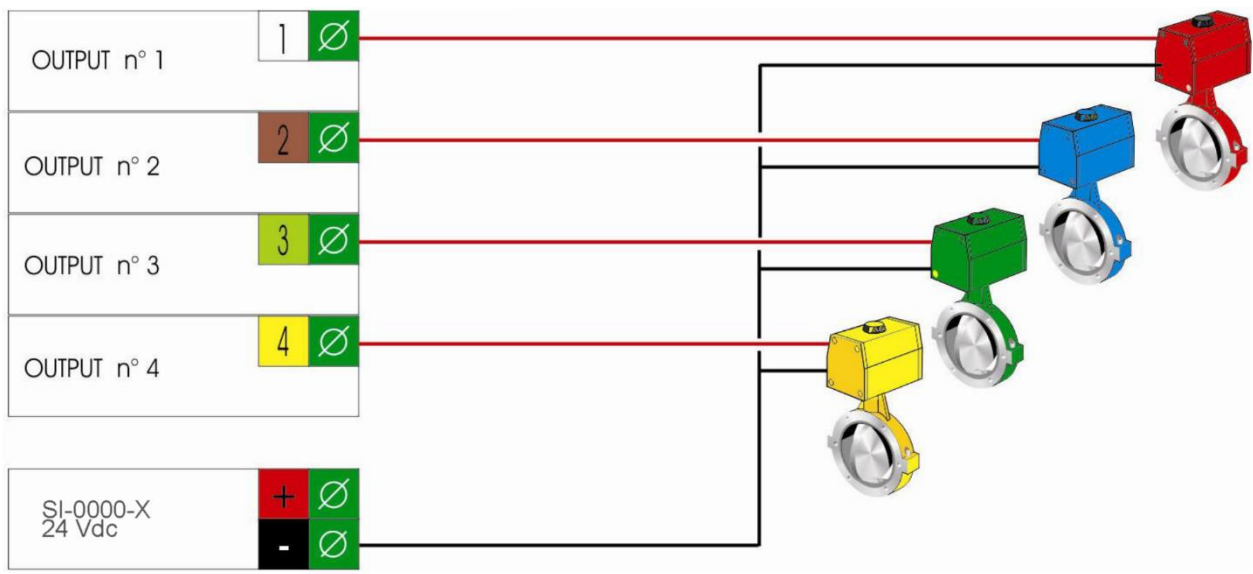 OUTPUT n° 1
1
OUTPUT n° 2
2
OUTPUT n° 3
3
OUTPUT n° 4
4
SI-0000-X
24 Vdc
+
-